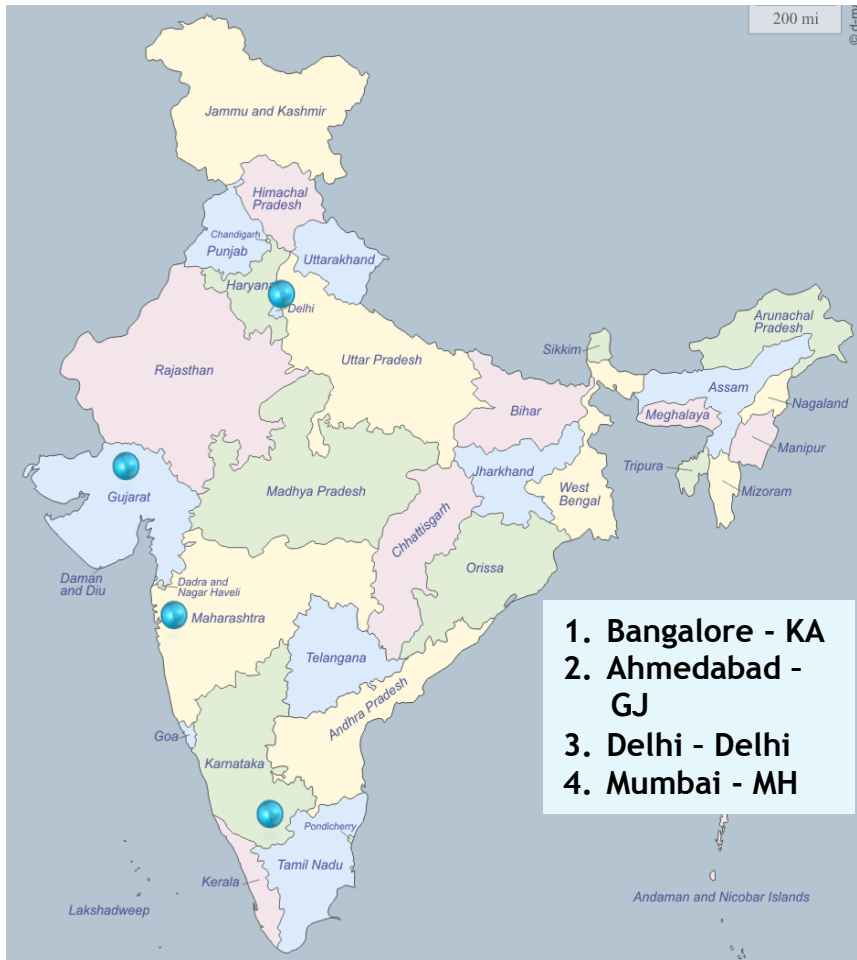 200 mi
© d-m
Jammu and Kashmir
Himachal
Pradesh
Chandigarh
Punjab
Uttarakhand
Haryana
Delhi
Arunachal
Pradesh
Sikkim
Uttar Pradesh
Rajasthan
Assam
Nagaland
Bihar
Meghalaya
Manipur
Tripura
Jharkhand
West
Bengal
Mizoram
Gujarat
Madhya Pradesh
Chhattisgarh
Orissa
Daman
and Diu
Dadra and
Nagar Haveli
Maharashtra
Telangana
Andhra Pradesh
1. Bangalore - KA
2. Ahmedabad –
GJ
3. Delhi – Delhi
4. Mumbai - MH
Goa
Karnataka
Pondicherry
Tamil Nadu
Kerala
Lakshadweep
Andaman and Nicobar Islands